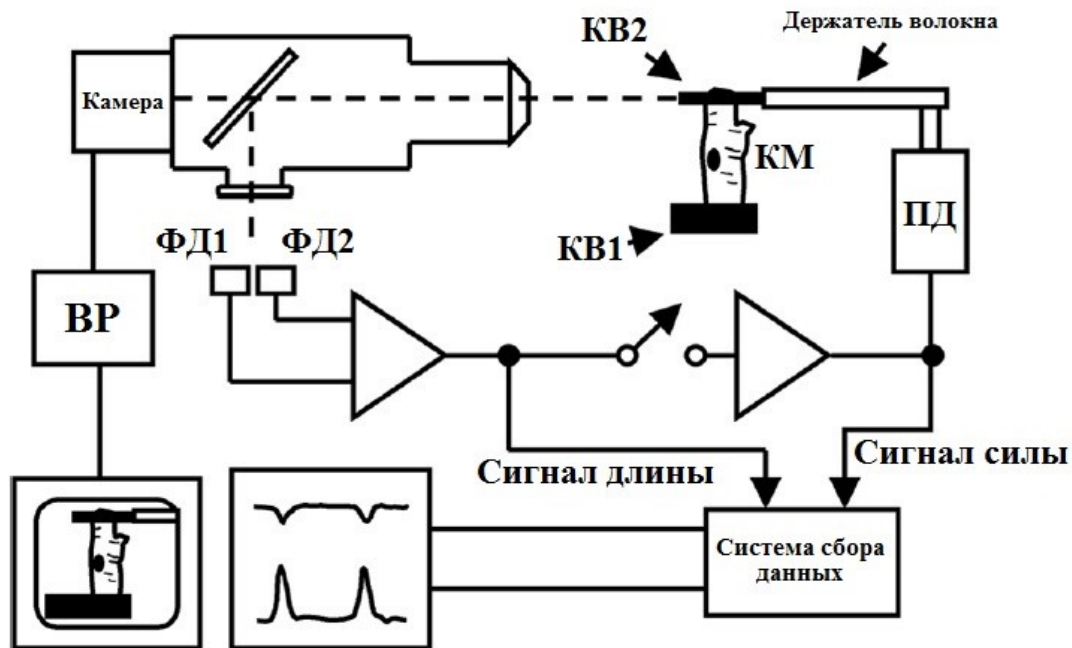 Держатель волокна
КВ2
Камера
КМ
ПД
КВ1
ФД1 ФД2
ВР
Сигнал длины
Сигнал силы
Система сбора
данных